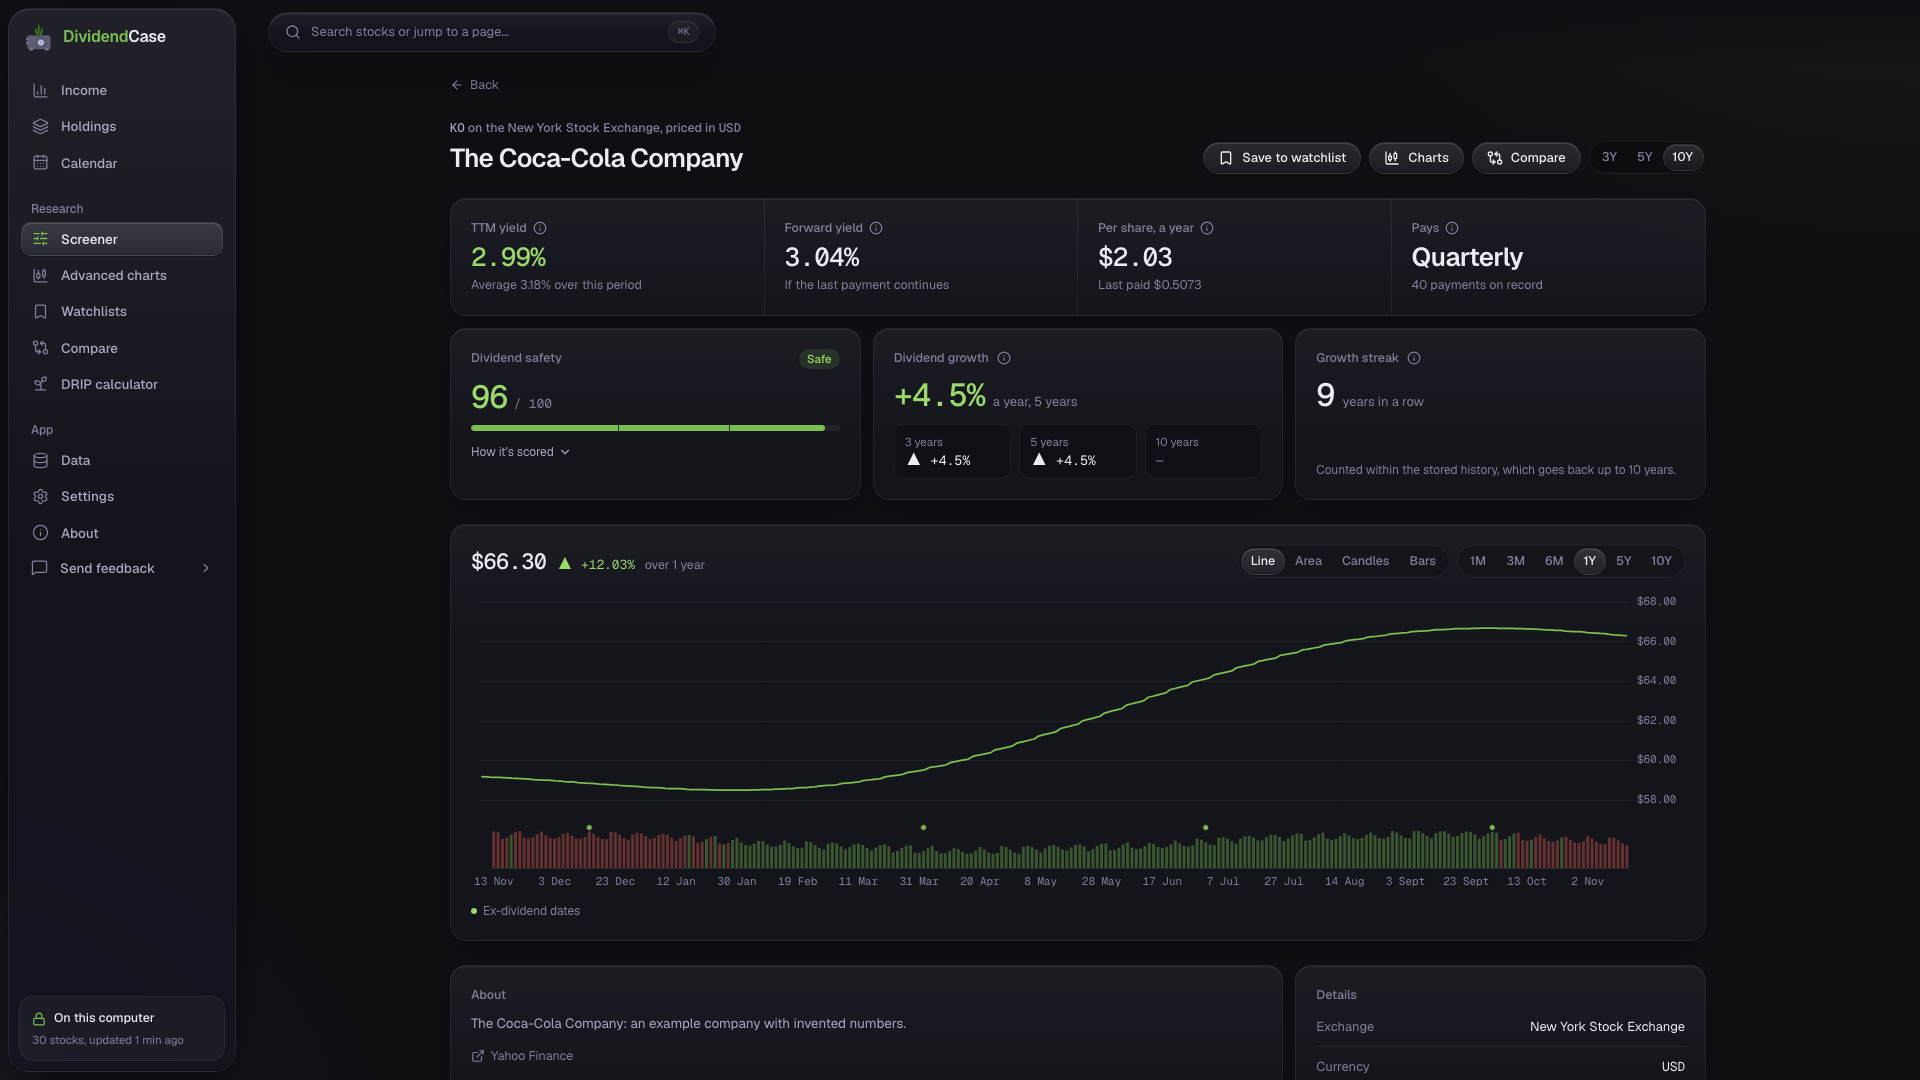 DividendCase
Search stocks or jump to a page...
⌘K
Income
Holdings
Calendar
Research
Screener
Advanced charts
Watchlists
Compare
DRIP calculator
App
Data
Settings
About
Send feedback
On this computer
30 stocks, updated 1 min ago
Back
KO on the New York Stock Exchange, priced in USD
The Coca-Cola Company
Save to watchlist
Charts
Compare
3Y 5Y 10Y
TTM yield
2.99%
Average 3.18% over this period
Forward yield
3.04%
If the last payment continues
Per share, a year
$2.03
Last paid $0.5073
Pays
Quarterly
40 payments on record
Dividend safety
Safe
96 / 100
How it's scored
Dividend growth
+4.5% a year, 5 years
3 years
+4.5%
5 years
+4.5%
10 years
–
Growth streak
9 years in a row
Counted within the stored history, which goes back up to 10 years.
$66.30 +12.03% over 1 year
Line Area Candles Bars
1M 3M 6M 1Y 5Y 10Y
$68.00
$66.00
$64.00
$62.00
$60.00
$58.00
13 Nov 3 Dec 23 Dec 12 Jan 30 Jan 19 Feb 11 Mar 31 Mar 20 Apr 8 May 28 May 17 Jun 7 Jul 27 Jul 14 Aug 3 Sept 23 Sept 13 Oct 2 Nov
Ex-dividend dates
About
The Coca-Cola Company: an example company with invented numbers.
Yahoo Finance
Details
Exchange New York Stock Exchange
Currency USD